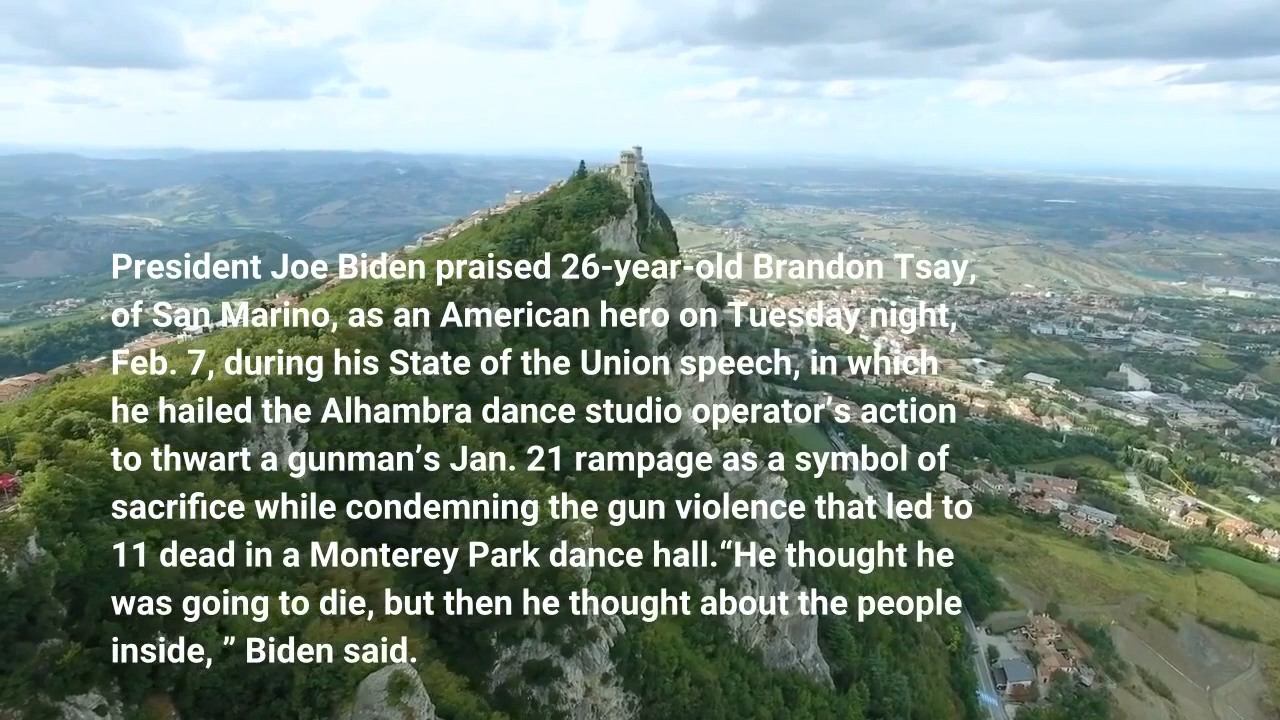 President Joe Biden praised 26-year-old Brandon Tsay,
of San Marino, as an American hero on Tuesday night,
Feb. 7, during his State of the Union speech, in which
he hailed the Alhambra dance studio operator’s action
to thwart a gunman’s Jan. 21 rampage as a symbol of
sacrifice while condemning the gun violence that led to
11 dead in a Monterey Park dance hall.“He thought he
was going to die, but then he thought about the people
inside, ” Biden said.